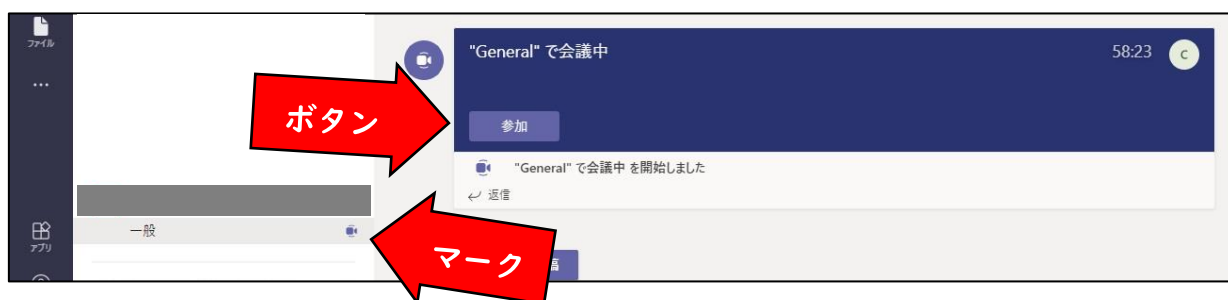 ファイル
...
"General" で会議中
58:23
C
ボタン
参加
"General" で会議中 を開始しました
返信
一般
アプリ
マーク